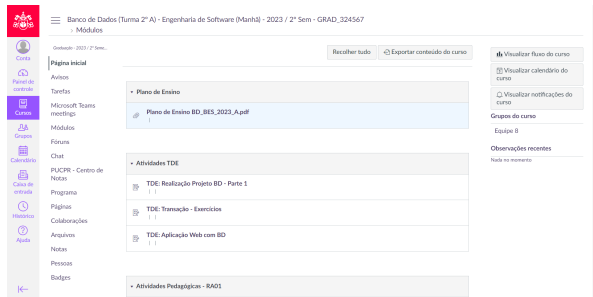 Banco de Dados (Turma 2º A) - Engenharia de Software (Manhã) - 2023 / 2º Sem - GRAD_324567
> Módulos
Conta
Painel de controle
Cursos
Grupos
Calendário
Caixa de entrada
Histórico
Ajuda
Graduação - 2023 / 2º Seme...
Página inicial
Avisos
Tarefas
Microsoft Teams meetings
Módulos
Fóruns
Chat
PUCPR - Centro de Notas
Programa
Páginas
Colaborações
Arquivos
Notas
Pessoas
Badges
Recolher tudo
Exportar conteúdo do curso
Plano de Ensino
Plano de Ensino BD_BES_2023_A.pdf
Atividades TDE
TDE: Realização Projeto BD - Parte 1
TDE: Transação - Exercícios
TDE: Aplicação Web com BD
Atividades Pedagógicas - RAD1
Visualizar fluxo do curso
Visualizar calendário do curso
Visualizar notificações do curso
Grupos do curso
Equipe 8
Observações recentes
Nada no momento